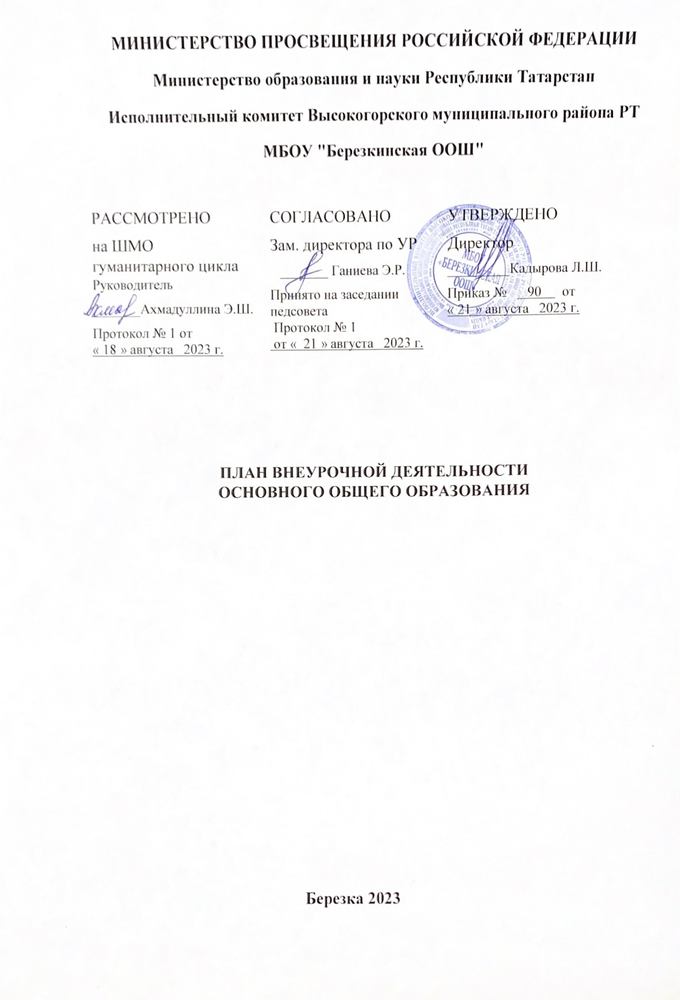 МИНИСТЕРСТВО ПРОСВЕЩЕНИЯ РОССИЙСКОЙ ФЕДЕРАЦИИ
Министерство образования и науки Республики Татарстан
Исполнительный комитет Высокогорского муниципального района РТ
МБОУ "Березкинская ООШ"
РАССМОТРЕНО
на ШМО
гуманитарного цикла
Руководитель
Ахмадуллина Э.Ш.
Протокол № 1 от
« 18 » августа 2023 г.
СОГЛАСОВАНО
Зам. директора по УР
Ганиева Э.Р.
Принято на заседании
педсовета
Протокол № 1
от « 21 » августа 2023 г.
УТВЕРЖДЕНО
Директор
Кадырова Л.Ш.
Приказ № 90 от
« 21 » августа 2023 г.
МБОУ
«БЕРЕЗКИНСКАЯ
ООШ»
ПЛАН ВНЕУРОЧНОЙ ДЕЯТЕЛЬНОСТИ
ОСНОВНОГО ОБЩЕГО ОБРАЗОВАНИЯ
Березка 2023